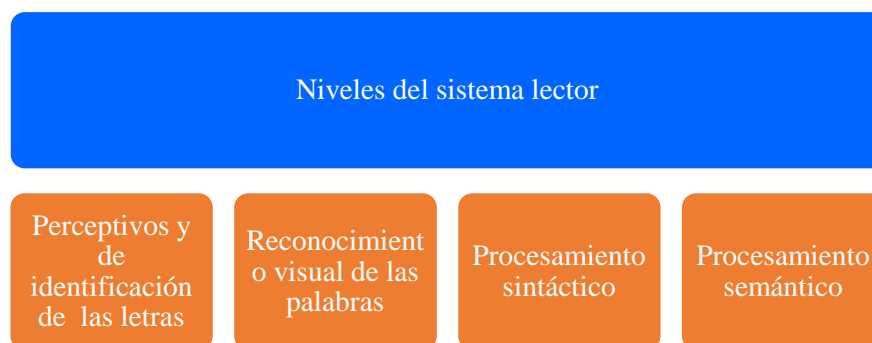 Niveles del sistema lector
Perceptivos y
de
identificación
de las letras
Reconocimient
o visual de las
palabras
Procesamiento
sintáctico
Procesamiento
semántico